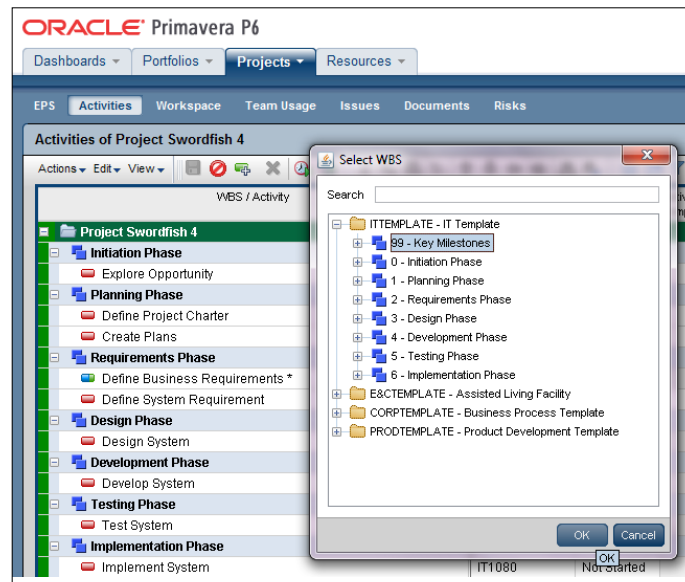 ORACLE Primavera P6
Dashboards Portfolios Projects Resources
EPS Activities Workspace Team Usage Issues Documents Risks
Activities of Project Swordfish 4
Actions Edit View
WBS / Activity
Project Swordfish 4
Initiation Phase
Explore Opportunity
Planning Phase
Define Project Charter
Create Plans
Requirements Phase
Define Business Requirements *
Define System Requirement
Design Phase
Design System
Development Phase
Develop System
Testing Phase
Test System
Implementation Phase
Implement System IT1080 Not Started
Select WBS
Search
ITTEMPLATE - IT Template
99 - Key Milestones
0 - Initiation Phase
1 - Planning Phase
2 - Requirements Phase
3 - Design Phase
4 - Development Phase
5 - Testing Phase
6 - Implementation Phase
E&CTEMPLATE - Assisted Living Facility
CORPTEMPLATE - Business Process Template
PRODTEMPLATE - Product Development Template
OK Cancel
OK